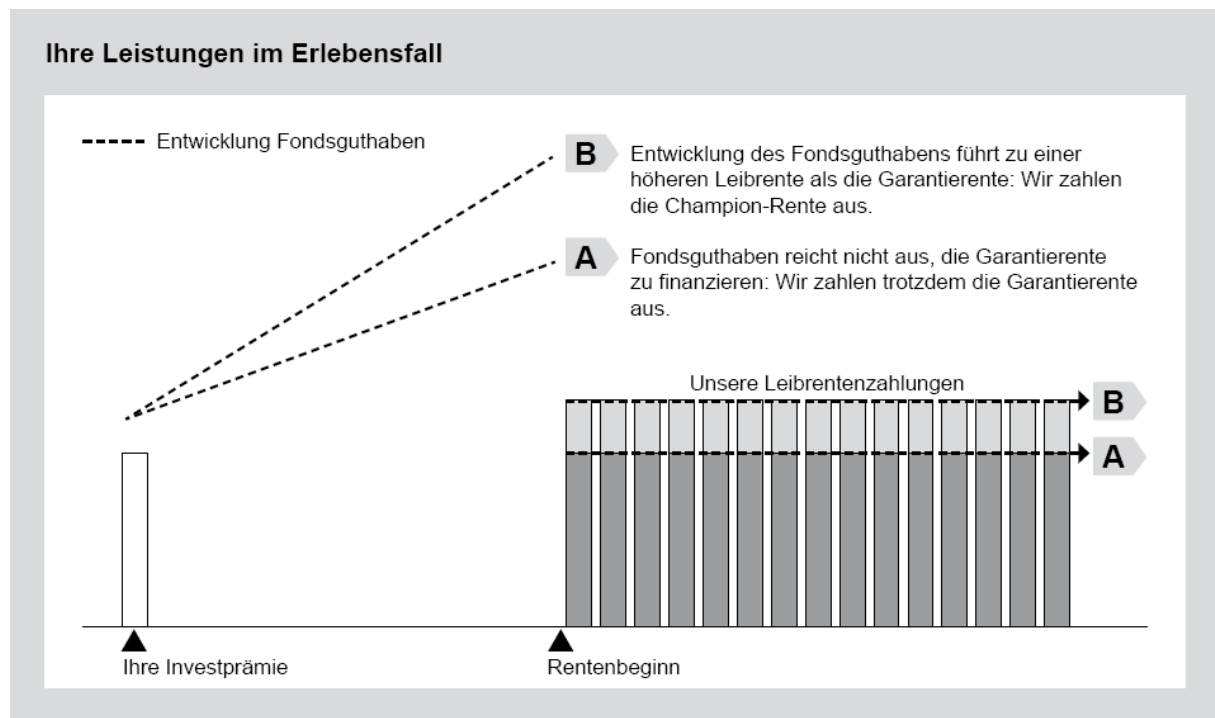 Ihre Leistungen im Erlebensfall
Entwicklung Fondsguthaben
B
Entwicklung des Fondsguthabens führt zu einer
höheren Leibrente als die Garantierente: Wir zahlen
die Champion-Rente aus.
A
Fondsguthaben reicht nicht aus, die Garantierente
zu finanzieren: Wir zahlen trotzdem die Garantierente
aus.
Unsere Leibrentenzahlungen
B
A
Ihre Investprämie
Rentenbeginn